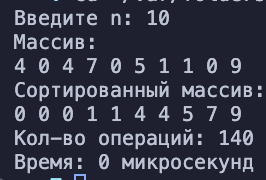 Введите n: 10
Массив:
4 0 4 7 0 5 1 1 0 9
Сортированный массив:
0 0 0 1 1 4 4 5 7 9
Кол-во операций: 140
Время: 0 микросекунд